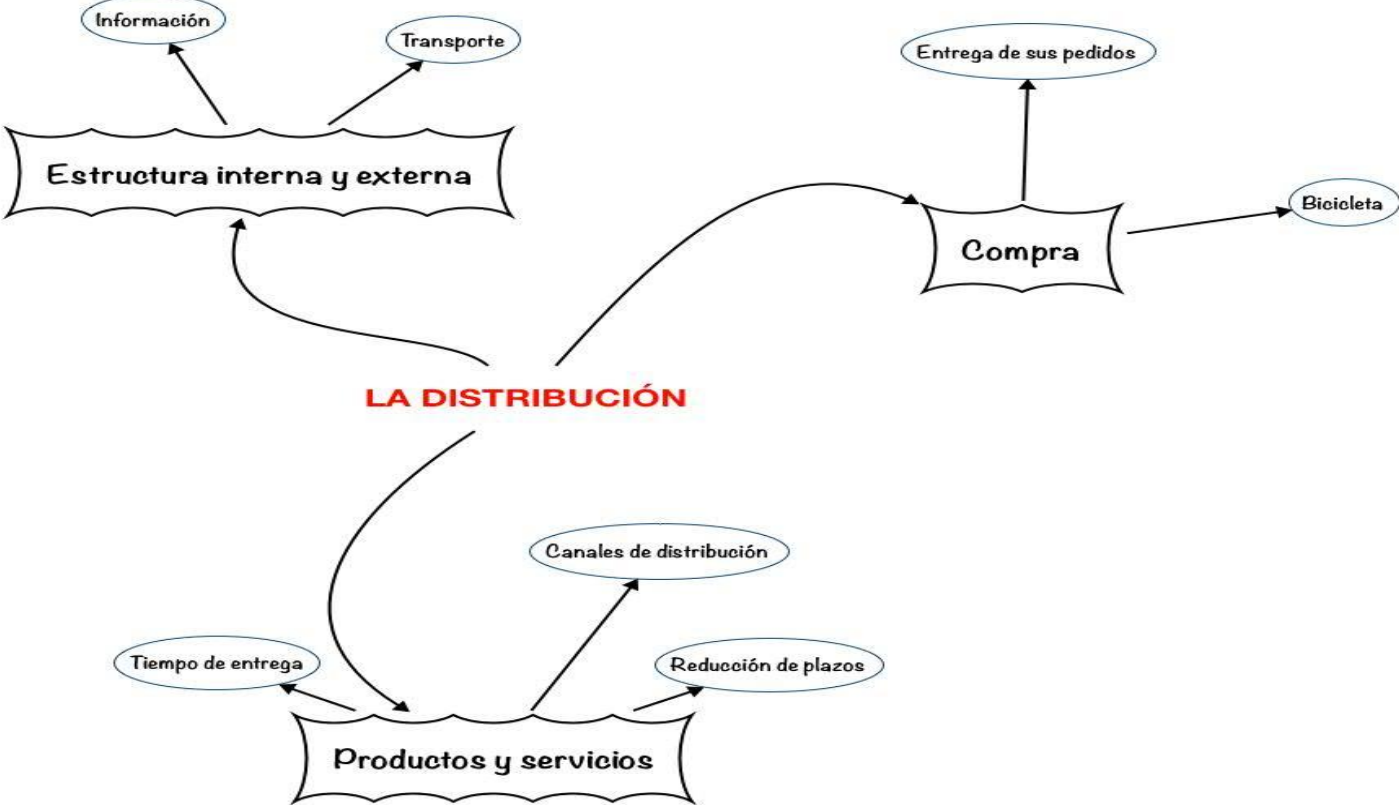 Información
Transporte
Entrega de sus pedidos
Estructura interna y externa
Bicicleta
Compra
LA DISTRIBUCIÓN
Canales de distribución
Tiempo de entrega
Reducción de plazos
Productos y servicios